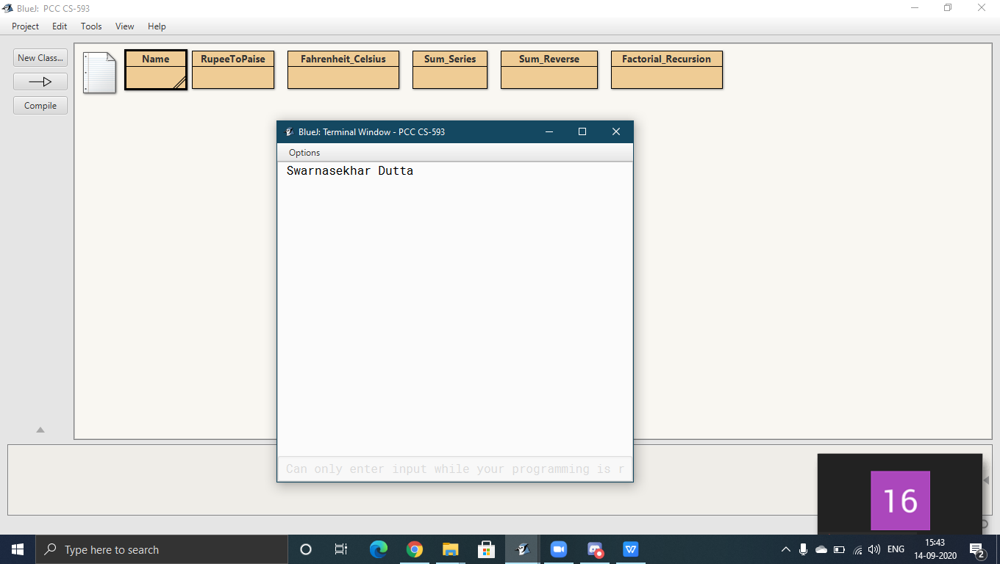 BlueJ: PCC CS-593
Project Edit Tools View Help
New Class...
Compile
Name
RupeeToPaise
Fahrenheit_Celsius
Sum_Series
Sum_Reverse
Factorial_Recursion
BlueJ: Terminal Window - PCC CS-593
Options
Swarnasekhar Dutta
Can only enter input while your programming is r
16
Type here to search
W
ENG
15:43
14-09-2020
2